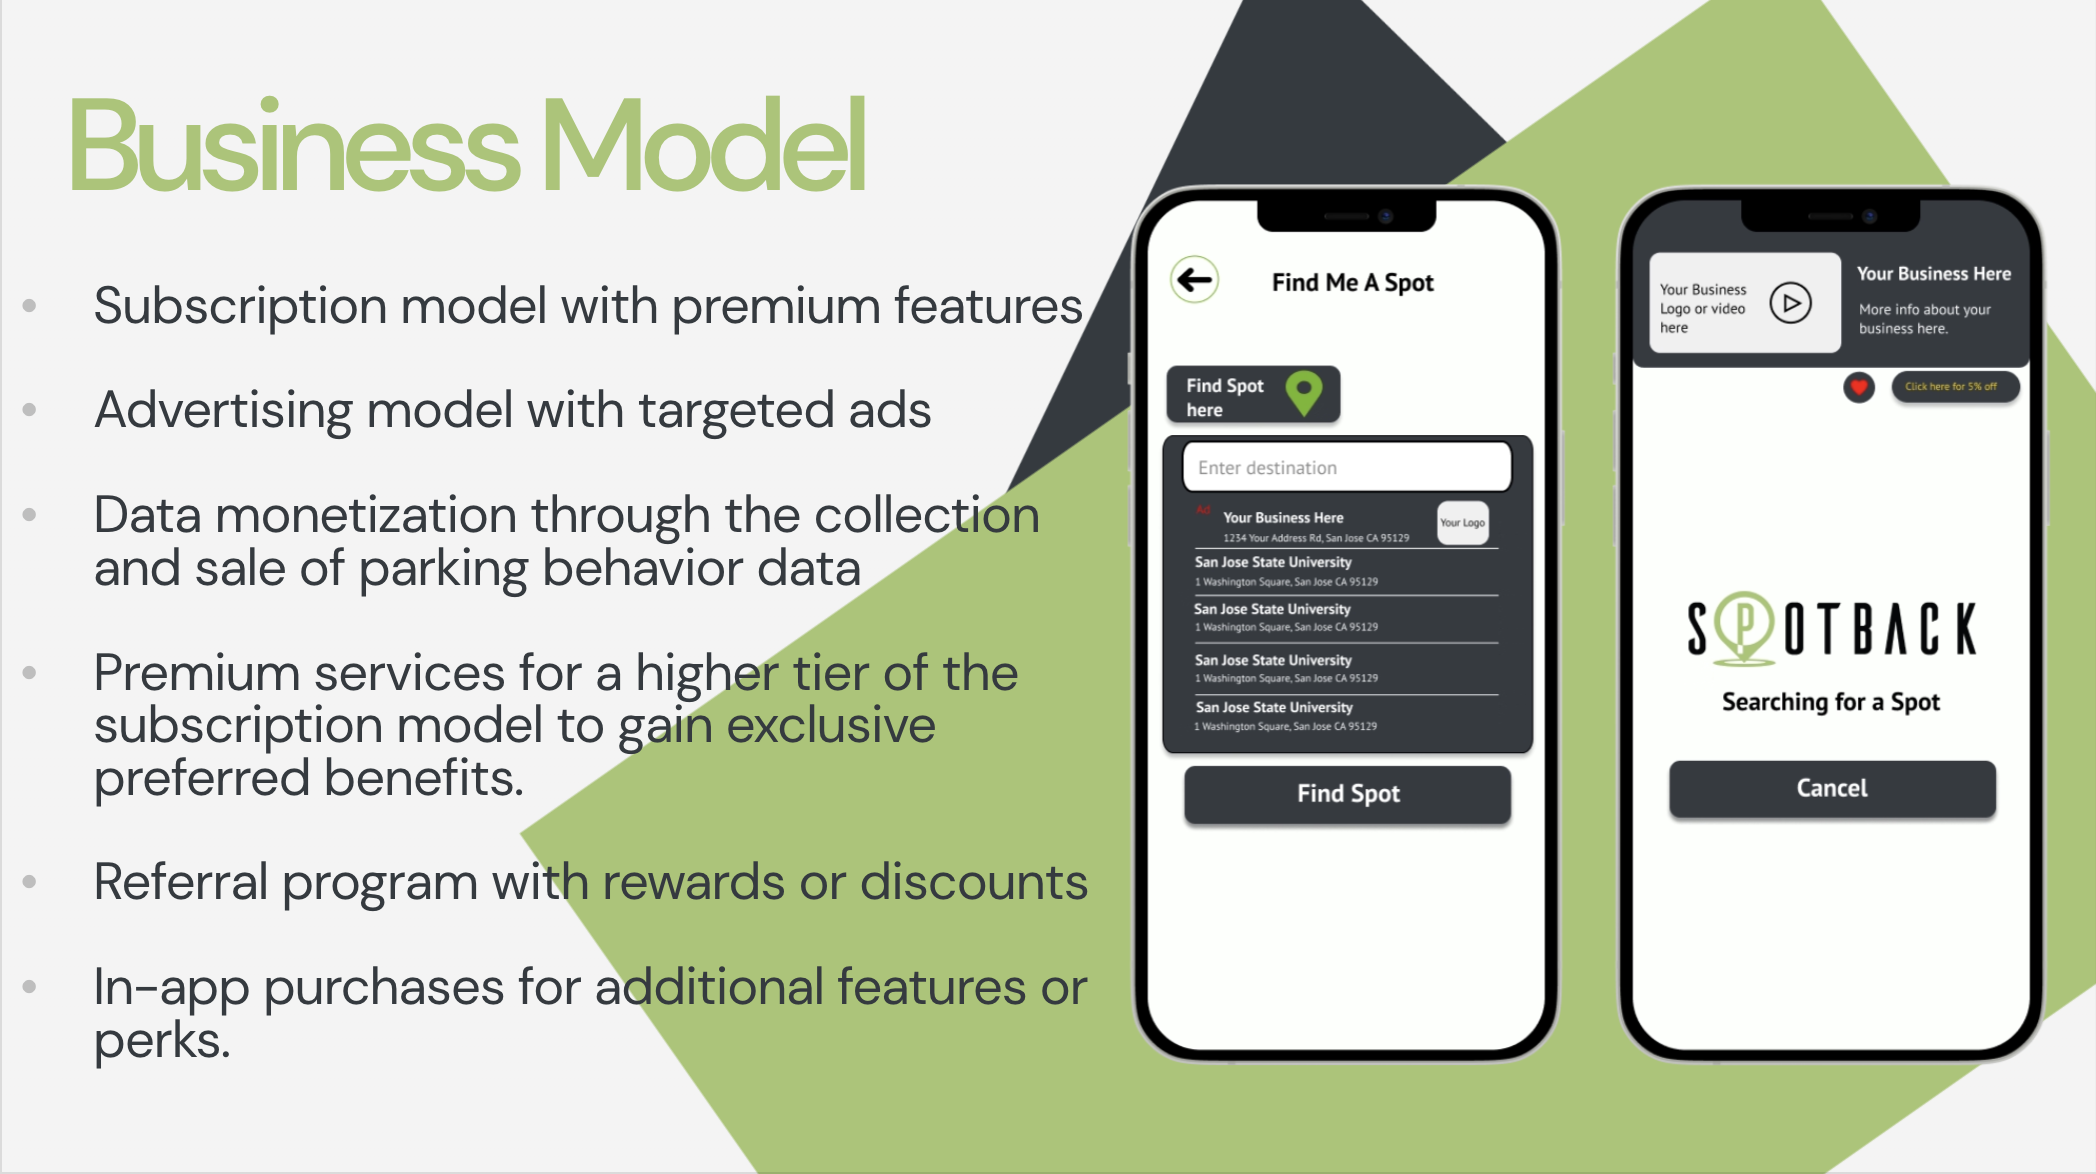 Business Model
• Subscription model with premium features
• Advertising model with targeted ads
• Data monetization through the collection
and sale of parking behavior data
• Premium services for a higher tier of the
subscription model to gain exclusive
preferred benefits.
• Referral program with rewards or discounts
• In-app purchases for additional features or
perks.
Find Me A Spot
Find Spot
here
Enter destination
Ad
Your Business Here
1234 Your Address Rd, San Jose CA 95129
Your Logo
San Jose State University
1 Washington Square, San Jose CA 95129
San Jose State University
1 Washington Square, San Jose CA 95129
San Jose State University
1 Washington Square, San Jose CA 95129
San Jose State University
1 Washington Square, San Jose CA 95129
Find Spot
Your Business
Logo or video
here
Your Business Here
More info about your
business here.
Click here for 5% off
SPOTBACK
Searching for a Spot
Cancel